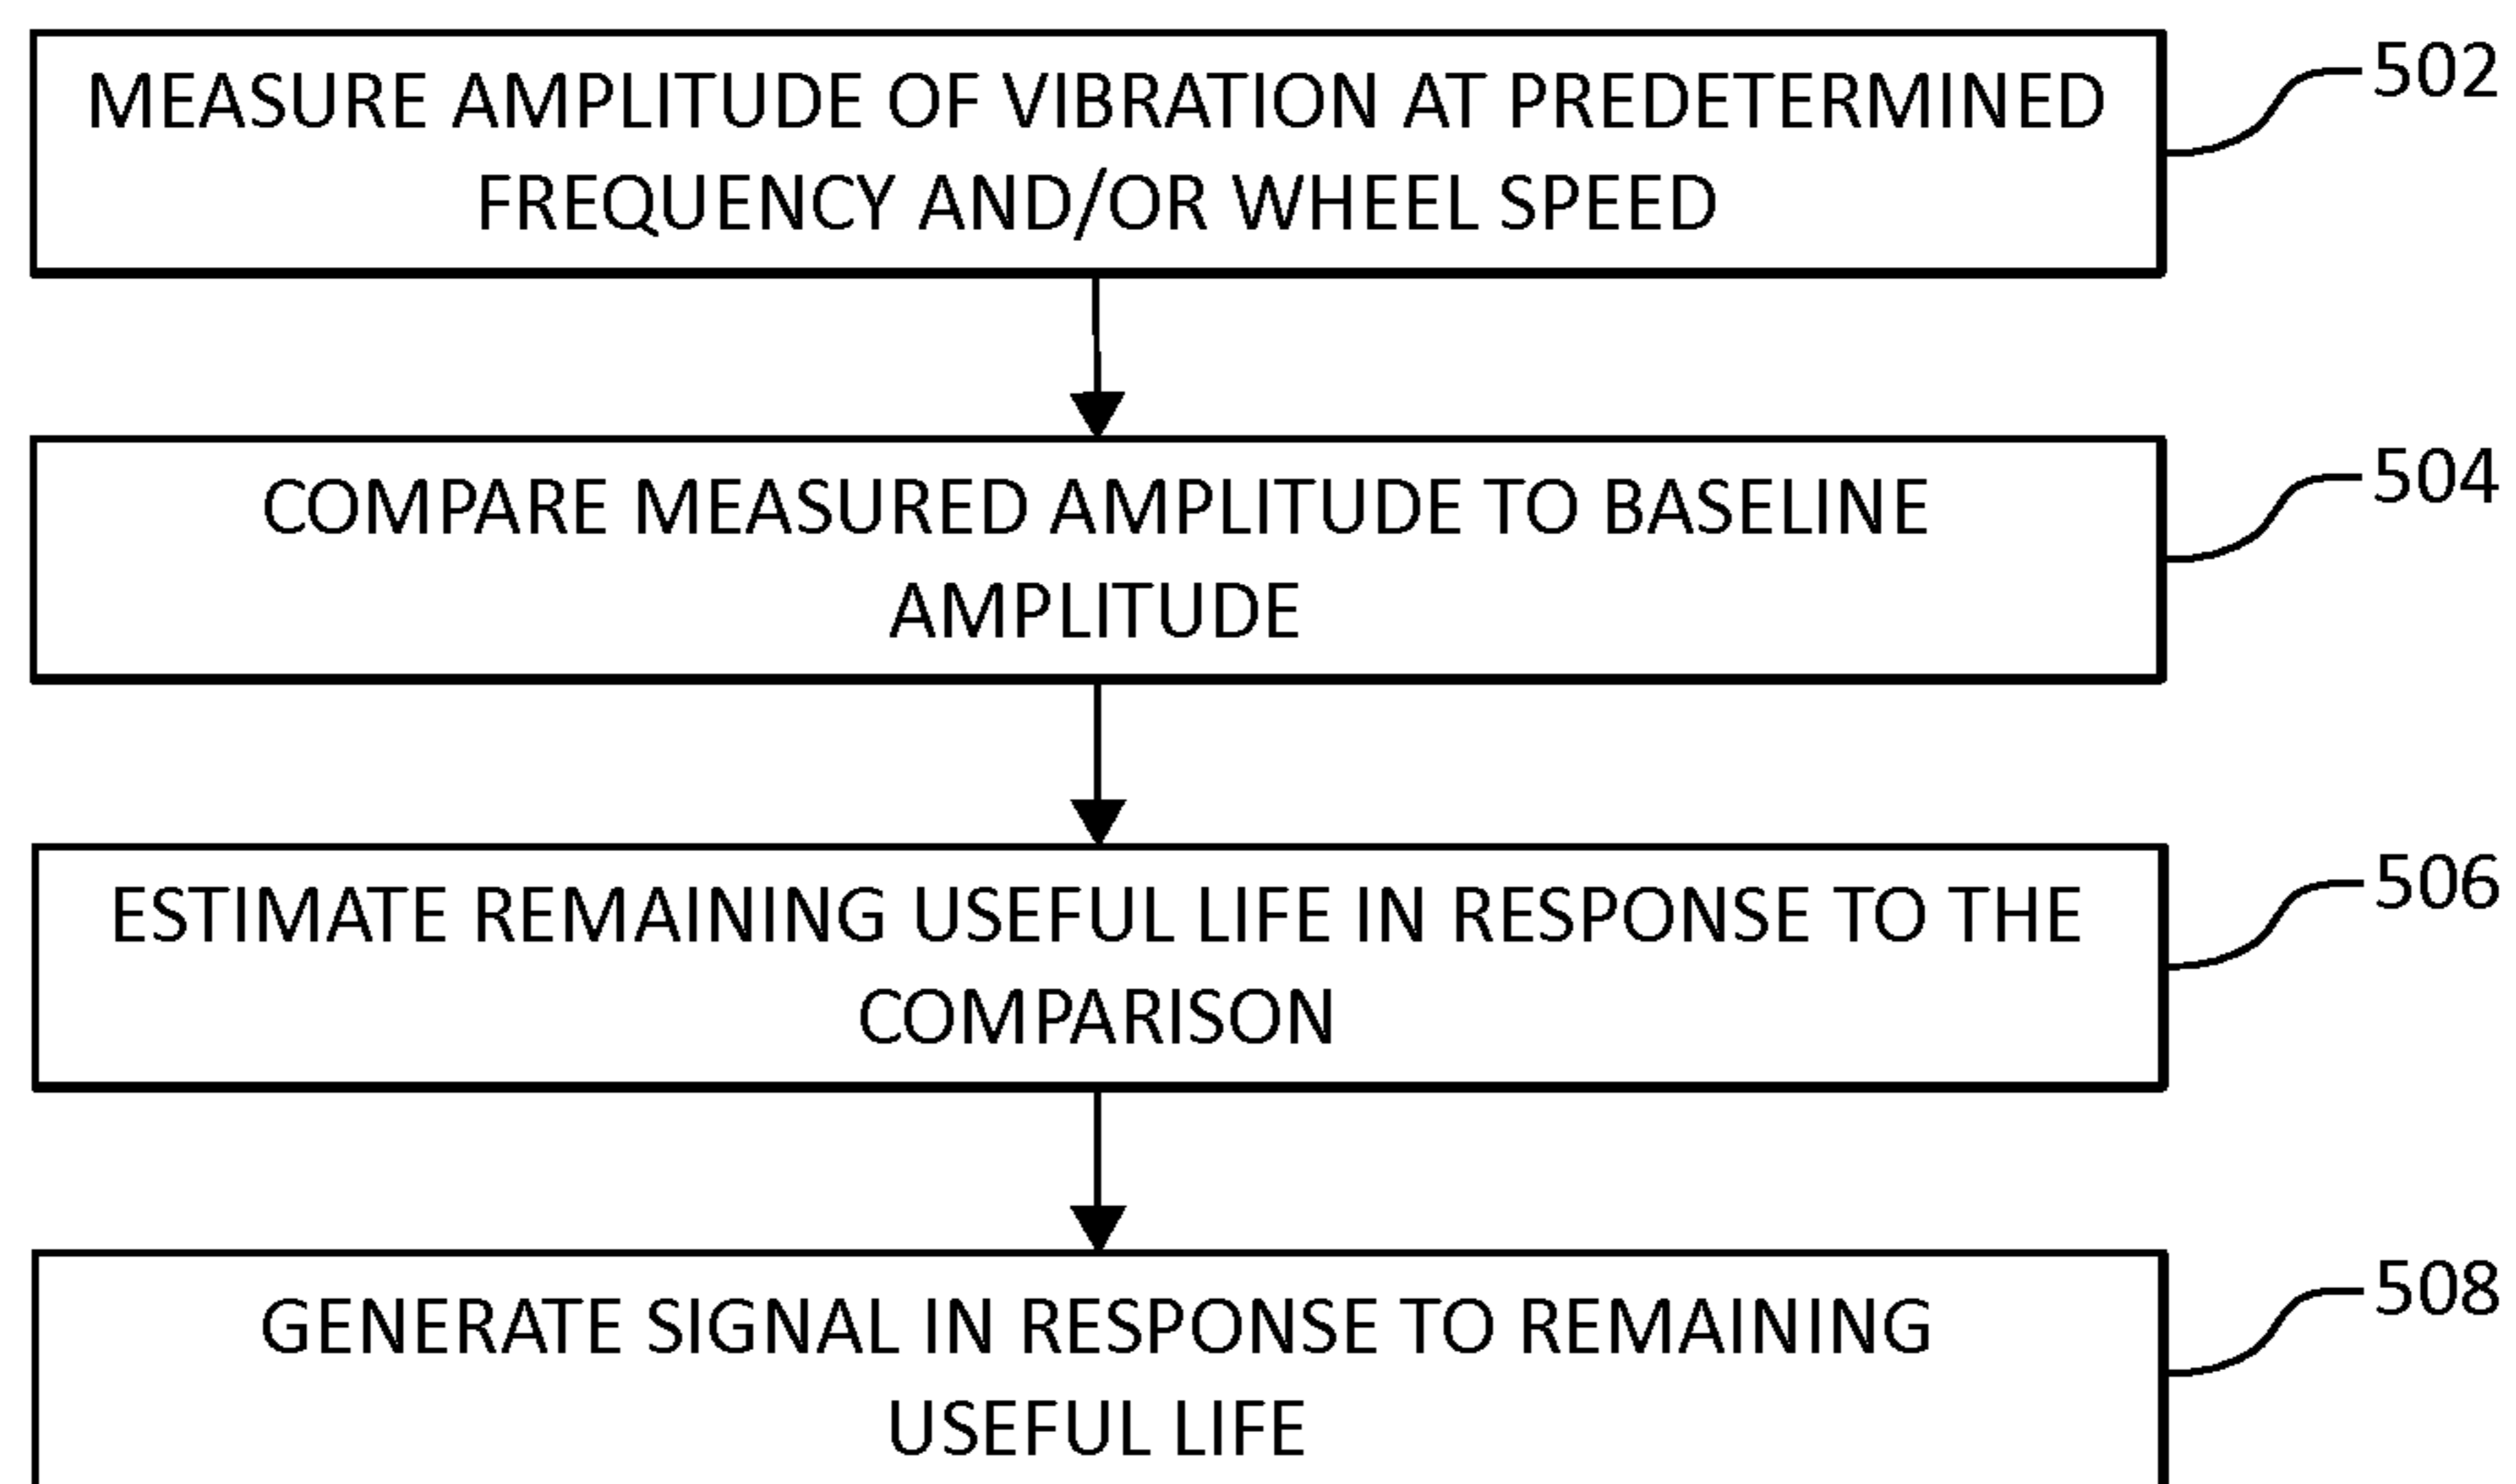 MEASURE AMPLITUDE OF VIBRATION AT PREDETERMINED
FREQUENCY AND/OR WHEEL SPEED
502
COMPARE MEASURED AMPLITUDE TO BASELINE
AMPLITUDE
504
ESTIMATE REMAINING USEFUL LIFE IN RESPONSE TO THE
COMPARISON
506
GENERATE SIGNAL IN RESPONSE TO REMAINING
USEFUL LIFE
508